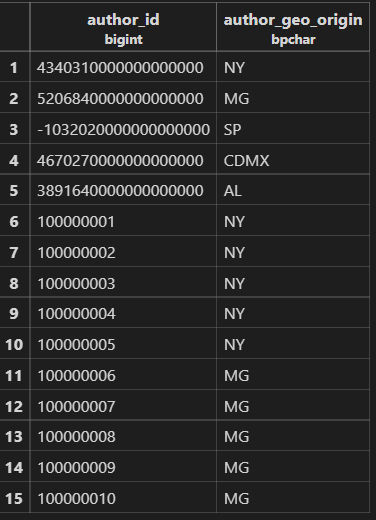 author_id author_geo_origin
bigint bpchar
1 4340310000000000000 NY
2 5206840000000000000 MG
3 -1032020000000000000 SP
4 4670270000000000000 CDMX
5 3891640000000000000 AL
6 100000001 NY
7 100000002 NY
8 100000003 NY
9 100000004 NY
10 100000005 NY
11 100000006 MG
12 100000007 MG
13 100000008 MG
14 100000009 MG
15 100000010 MG